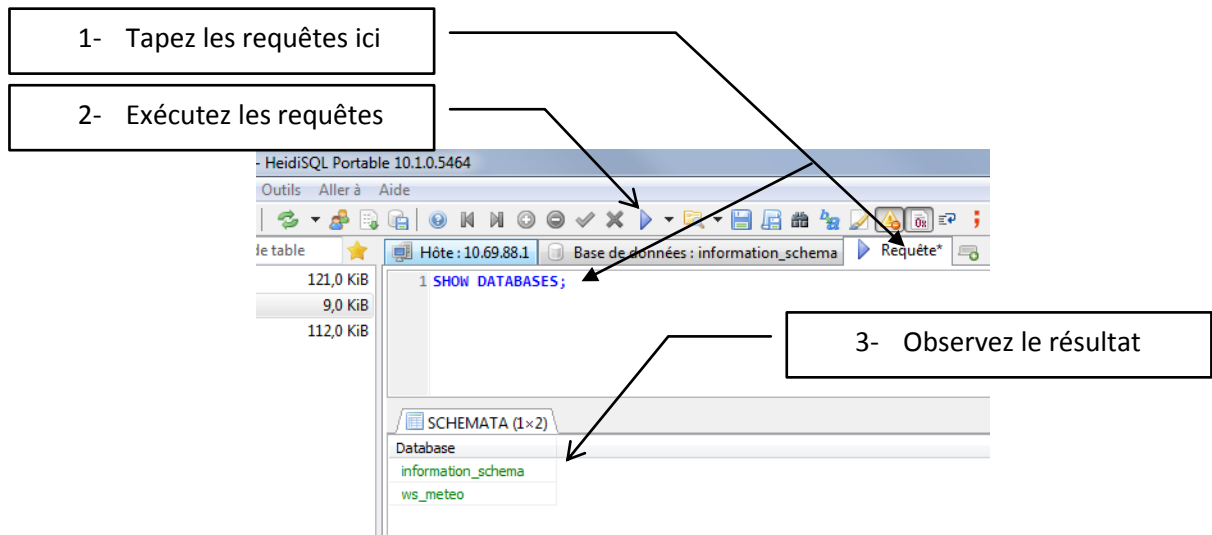 1- Tapez les requêtes ici
2- Exécutez les requêtes
- HeidiSQL Portable 10.1.0.5464
Outils Aller à Aide
de table
Hôte : 10.69.88.1
Base de données : information_schema
Requête*
121,0 KiB
9,0 KiB
112,0 KiB
1 SHOW DATABASES;
3- Observez le résultat
SCHEMATA (1×2)
Database
information_schema
ws_meteo